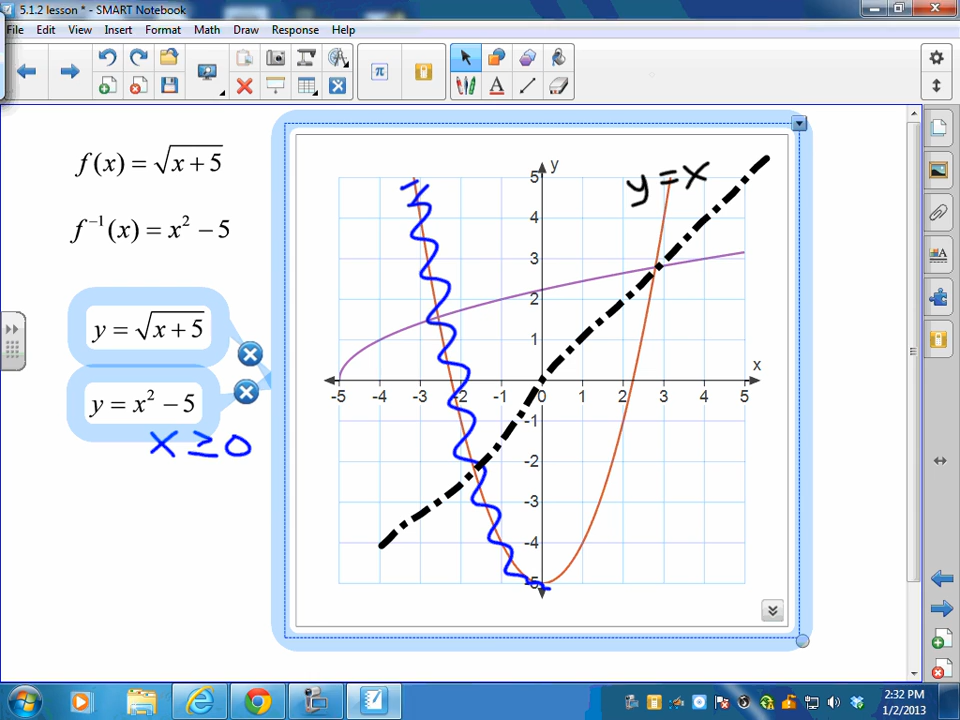 5.1.2 lesson * - SMART Notebook
File Edit View Insert Format Math Draw Response Help
π
A
f(x) = √(x + 5)
f⁻¹(x) = x² − 5
y = √(x + 5)
y = x² − 5
x ≥ 0
y
y = x
5
4
3
2
1
x
-5 -4 -3 -2 -1 0 1 2 3 4 5
-1
-2
-3
-4
-5
2:32 PM
1/2/2013